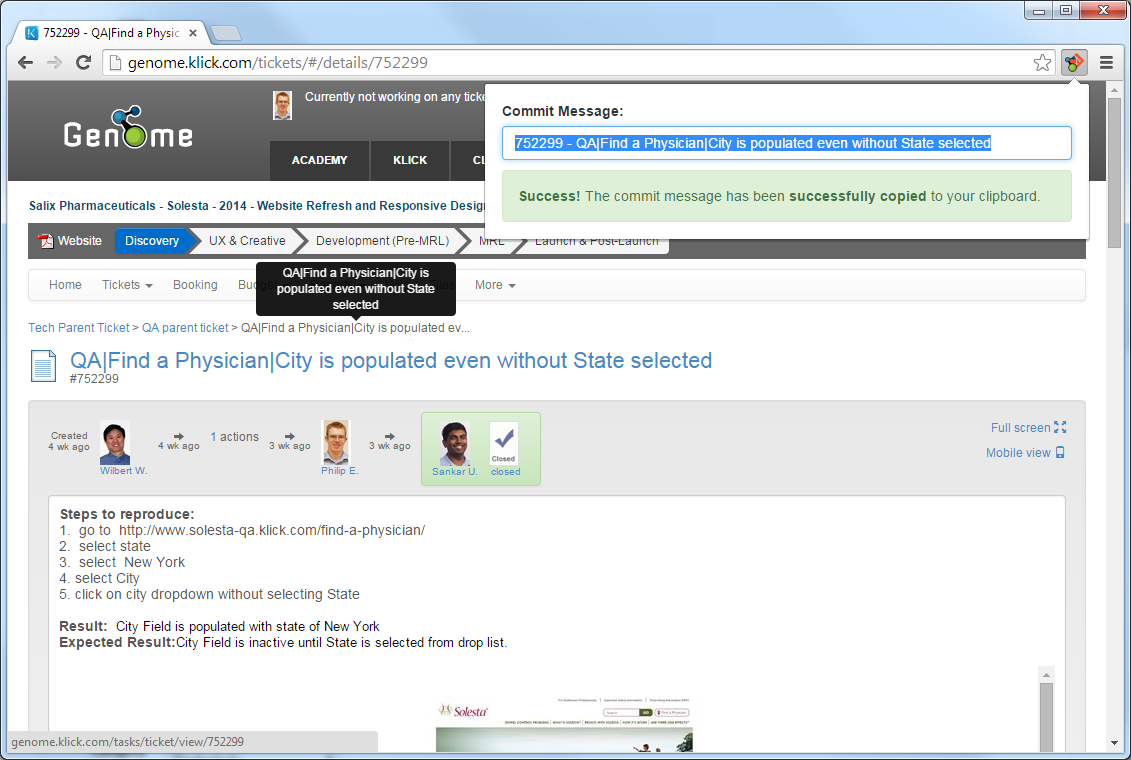 752299 - QA|Find a Physic
genome.klick.com/tickets/#/details/752299
Genome
Currently not working on any ticke
ACADEMY KLICK CL
Commit Message:
752299 - QA|Find a Physician|City is populated even without State selected
Success! The commit message has been successfully copied to your clipboard.
Salix Pharmaceuticals - Solesta - 2014 - Website Refresh and Responsive Design
Website Discovery UX & Creative Development (Pre-MRL) MRL Launch & Post-Launch
Home Tickets Booking Budg More
QA|Find a Physician|City is
populated even without State
selected
Tech Parent Ticket > QA parent ticket > QA|Find a Physician|City is populated ev...
QA|Find a Physician|City is populated even without State selected
#752299
Created
4 wk ago
Wilbert W.
4 wk ago
1 actions
3 wk ago
Philip E.
3 wk ago
Sankar U.
Closed
closed
Full screen
Mobile view
Steps to reproduce:
1. go to http://www.solesta-qa.klick.com/find-a-physician/
2. select state
3. select New York
4. select City
5. click on city dropdown without selecting State
Result: City Field is populated with state of New York
Expected Result:City Field is inactive until State is selected from drop list.
Solesta
genome.klick.com/tasks/ticket/view/752299